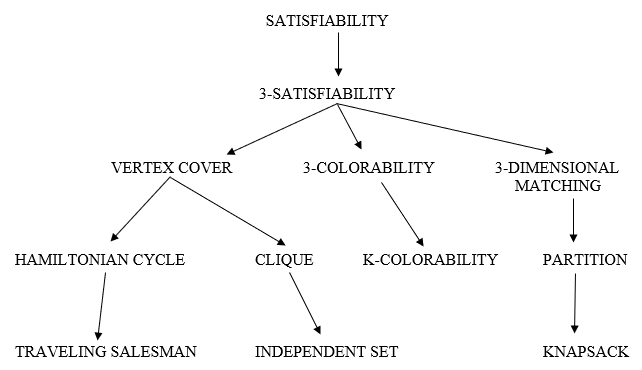 SATISFIABILITY
3-SATISFIABILITY
VERTEX COVER
3-COLORABILITY
3-DIMENSIONAL
MATCHING
HAMILTONIAN CYCLE
CLIQUE
K-COLORABILITY
PARTITION
TRAVELING SALESMAN
INDEPENDENT SET
KNAPSACK